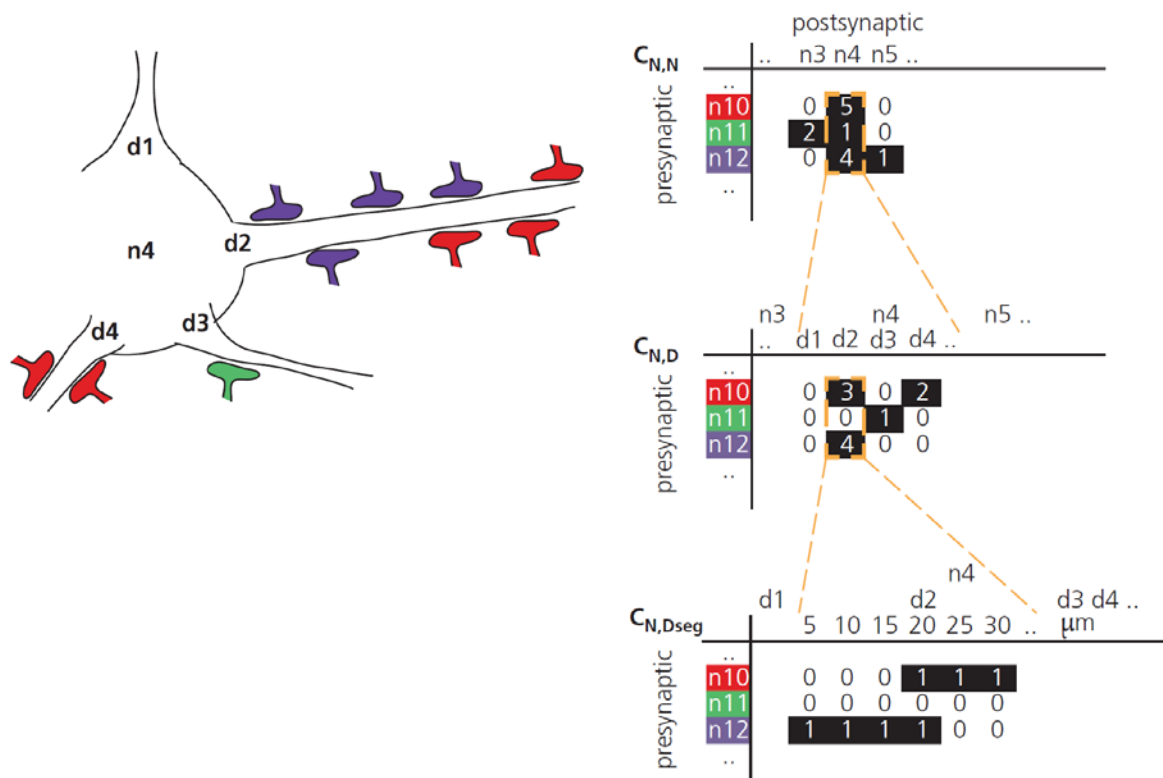 d1
d2
n4
d3
d4
postsynaptic
C_N,N .. n3 n4 n5 ..
presynaptic
..
n10 0 5 0
n11 2 1 0
n12 0 4 1
..
n3 n4 n5 ..
C_N,D .. d1 d2 d3 d4 ..
presynaptic
..
n10 0 3 0 2
n11 0 0 1 0
n12 0 4 0 0
..
n4
d1 d2 d3 d4 ..
C_N,Dseg 5 10 15 20 25 30 .. μm
presynaptic
..
n10 0 0 0 1 1 1
n11 0 0 0 0 0 0
n12 1 1 1 1 0 0
..